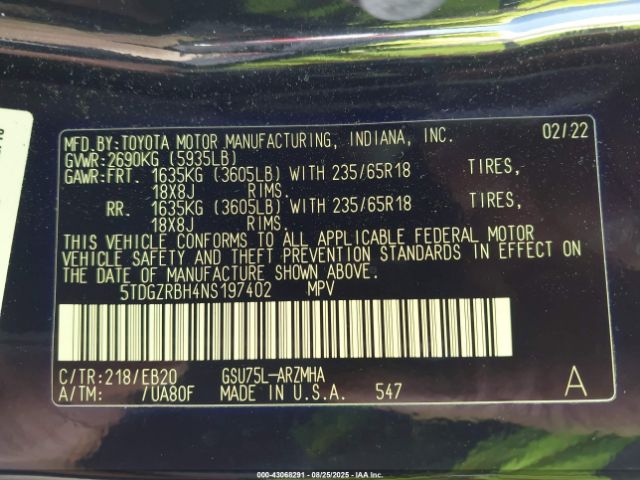 MFD.BY:TOYOTA MOTOR MANUFACTURING, INDIANA, INC. 02/22
GVWR:2690KG (5935LB)
GAWR:FRT. 1635KG (3605LB) WITH 235/65R18 TIRES,
18X8J RIMS.
RR. 1635KG (3605LB) WITH 235/65R18 TIRES,
18X8J RIMS.
THIS VEHICLE CONFORMS TO ALL APPLICABLE FEDERAL MOTOR
VEHICLE SAFETY AND THEFT PREVENTION STANDARDS IN EFFECT ON
THE DATE OF MANUFACTURE SHOWN ABOVE.
5TDGZRBH4NS197402 MPV
C/TR:218/EB20 GSU75L-ARZMHA
A/TM: /UA80F MADE IN U.S.A. 547 A
000-43068291 - 08/25/2025 - IAA Inc.